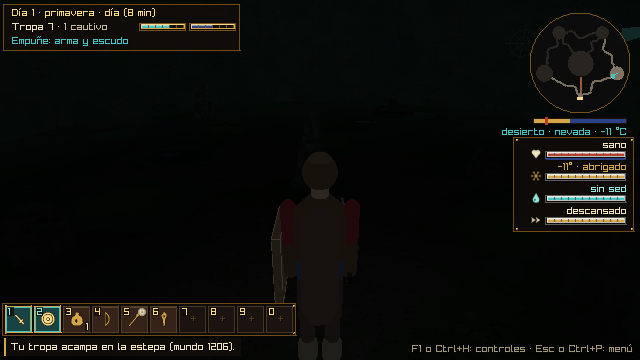 Día 1 · primavera · día (8 min)
Tropa 7 · 1 cautivo
Empuñe: arma y escudo
desierto · nevada · -11 °C
sano
-11° · abrigado
sin sed
descansado
1 2 3 4 5 6 7 8 9 0
1
Tu tropa acampa en la estepa (mundo 1206).
F1 o Ctrl+H: controles · Esc o Ctrl+P: menú